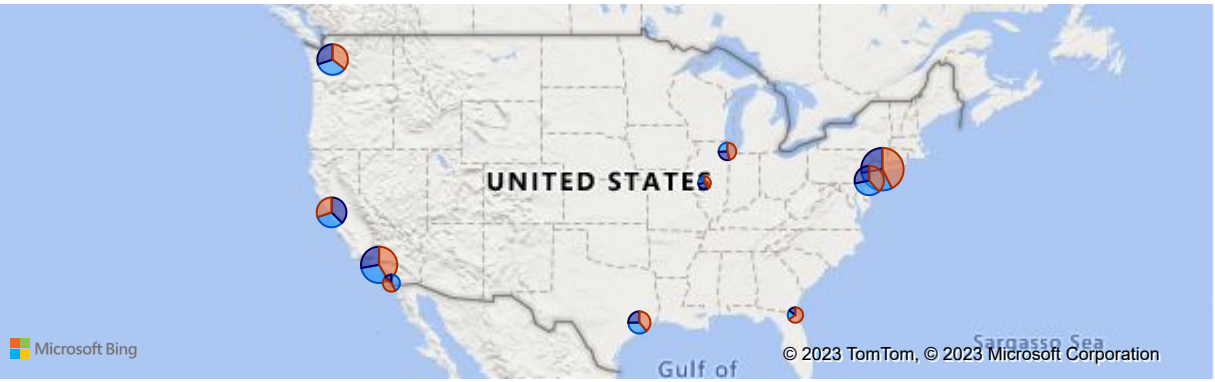 UNITED STATES
Sargasso Sea
Microsoft Bing
© 2023 TomTom, © 2023 Microsoft Corporation
Gulf of